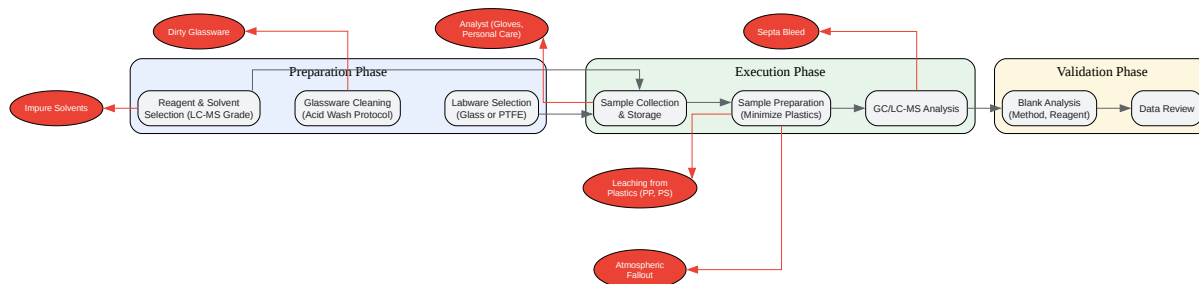 Dirty Glassware
Analyst (Gloves,
Personal Care)
Septa Bleed
Preparation Phase
Execution Phase
Validation Phase
Impure Solvents
Reagent & Solvent
Selection (LC-MS Grade)
Glassware Cleaning
(Acid Wash Protocol)
Labware Selection
(Glass or PTFE)
Sample Collection
& Storage
Sample Preparation
(Minimize Plastics)
GC/LC-MS Analysis
Blank Analysis
(Method, Reagent)
Data Review
Leaching from
Plastics (PP, PS)
Atmospheric
Fallout